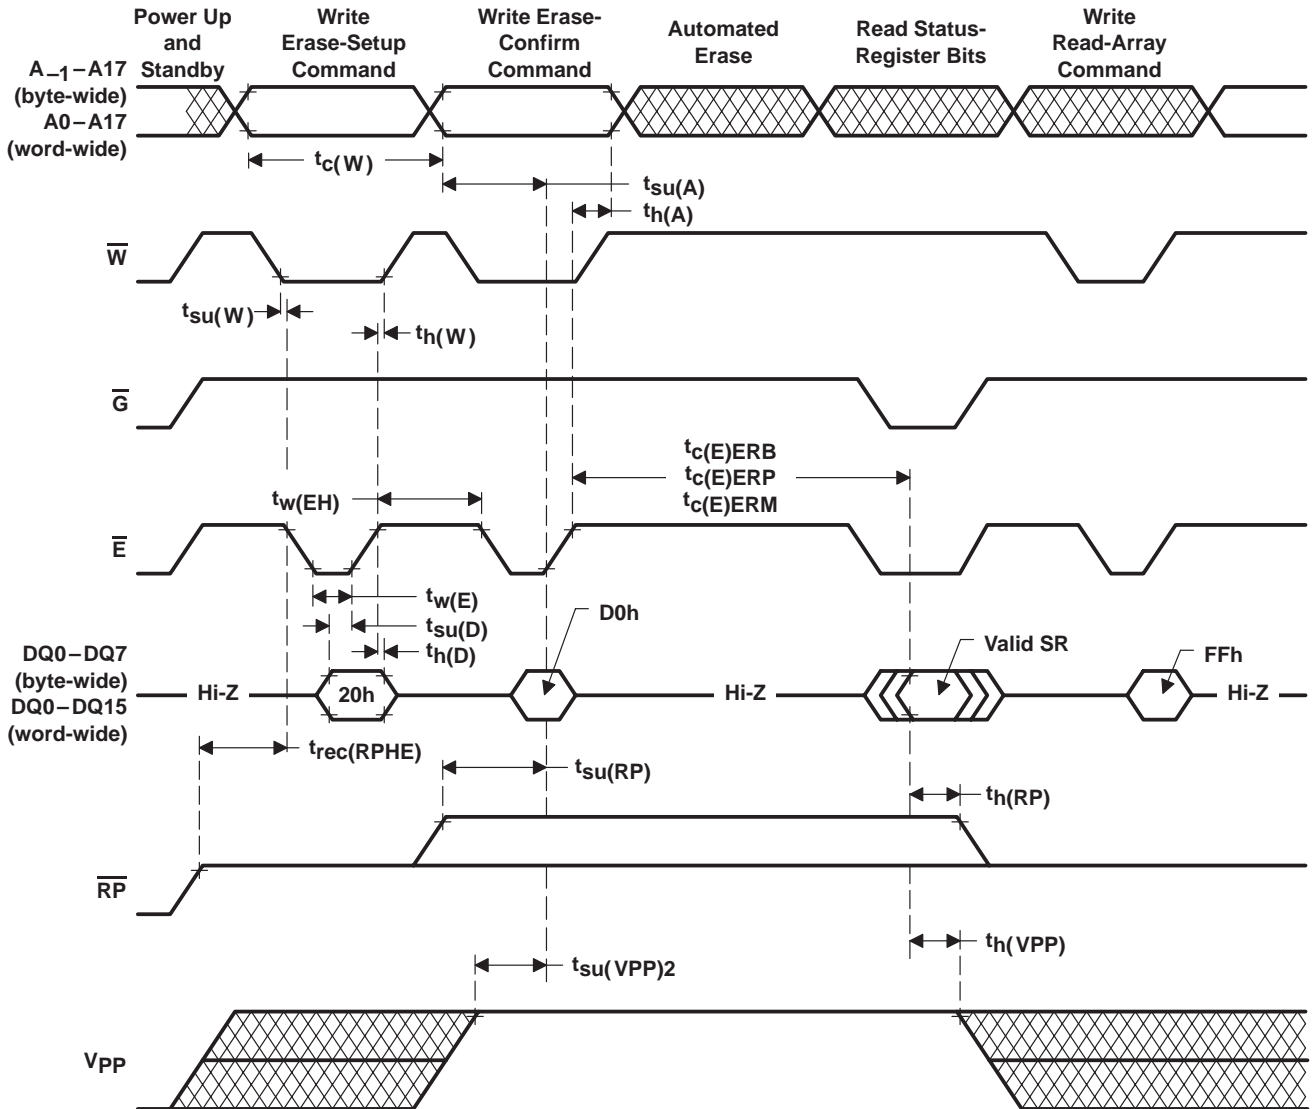 Power Up
and
Standby
Write
Erase-Setup
Command
Write Erase-
Confirm
Command
Automated
Erase
Read Status-
Register Bits
Write
Read-Array
Command
A–1–A17
(byte-wide)
A0–A17
(word-wide)
tc(W)
tsu(A)
th(A)
W
tsu(W)
th(W)
G
tc(E)ERB
tc(E)ERP
tc(E)ERM
tw(EH)
E
tw(E)
tsu(D)
th(D)
D0h
Valid SR
FFh
DQ0–DQ7
(byte-wide)
DQ0–DQ15
(word-wide)
Hi-Z
20h
Hi-Z
Hi-Z
trec(RPHE)
tsu(RP)
th(RP)
RP
th(VPP)
tsu(VPP)2
VPP